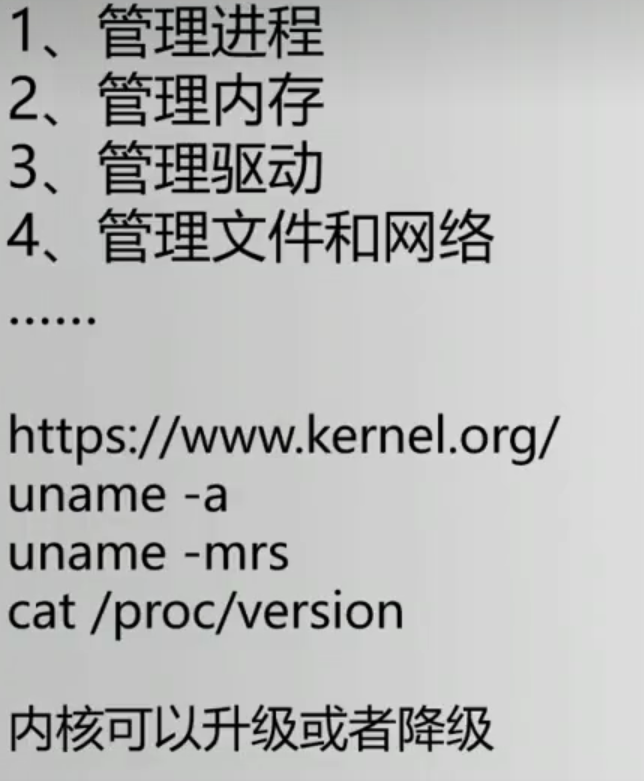 1、管理进程
2、管理内存
3、管理驱动
4、管理文件和网络
……
https://www.kernel.org/
uname -a
uname -mrs
cat /proc/version
内核可以升级或者降级